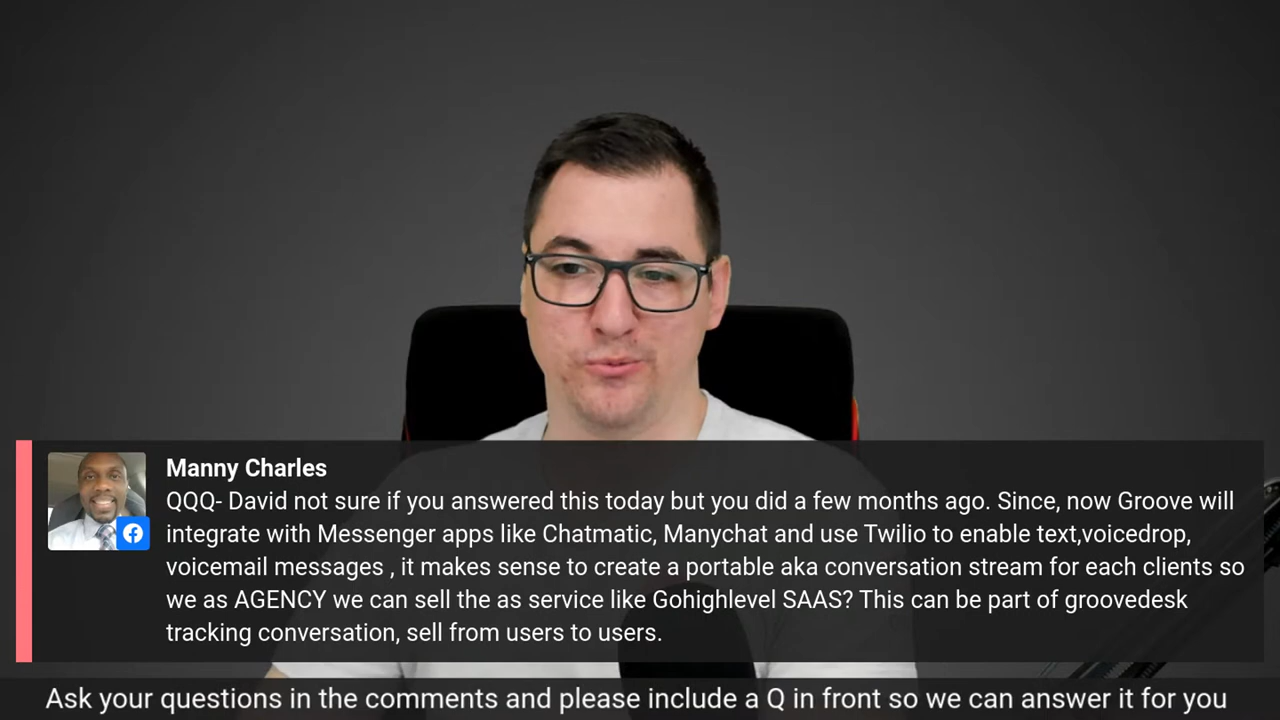 Manny Charles
QQQ- David not sure if you answered this today but you did a few months ago. Since, now Groove will
integrate with Messenger apps like Chatmatic, Manychat and use Twilio to enable text,voicedrop,
voicemail messages , it makes sense to create a portable aka conversation stream for each clients so
we as AGENCY we can sell the as service like Gohighlevel SAAS? This can be part of groovedesk
tracking conversation, sell from users to users.
Ask your questions in the comments and please include a Q in front so we can answer it for you